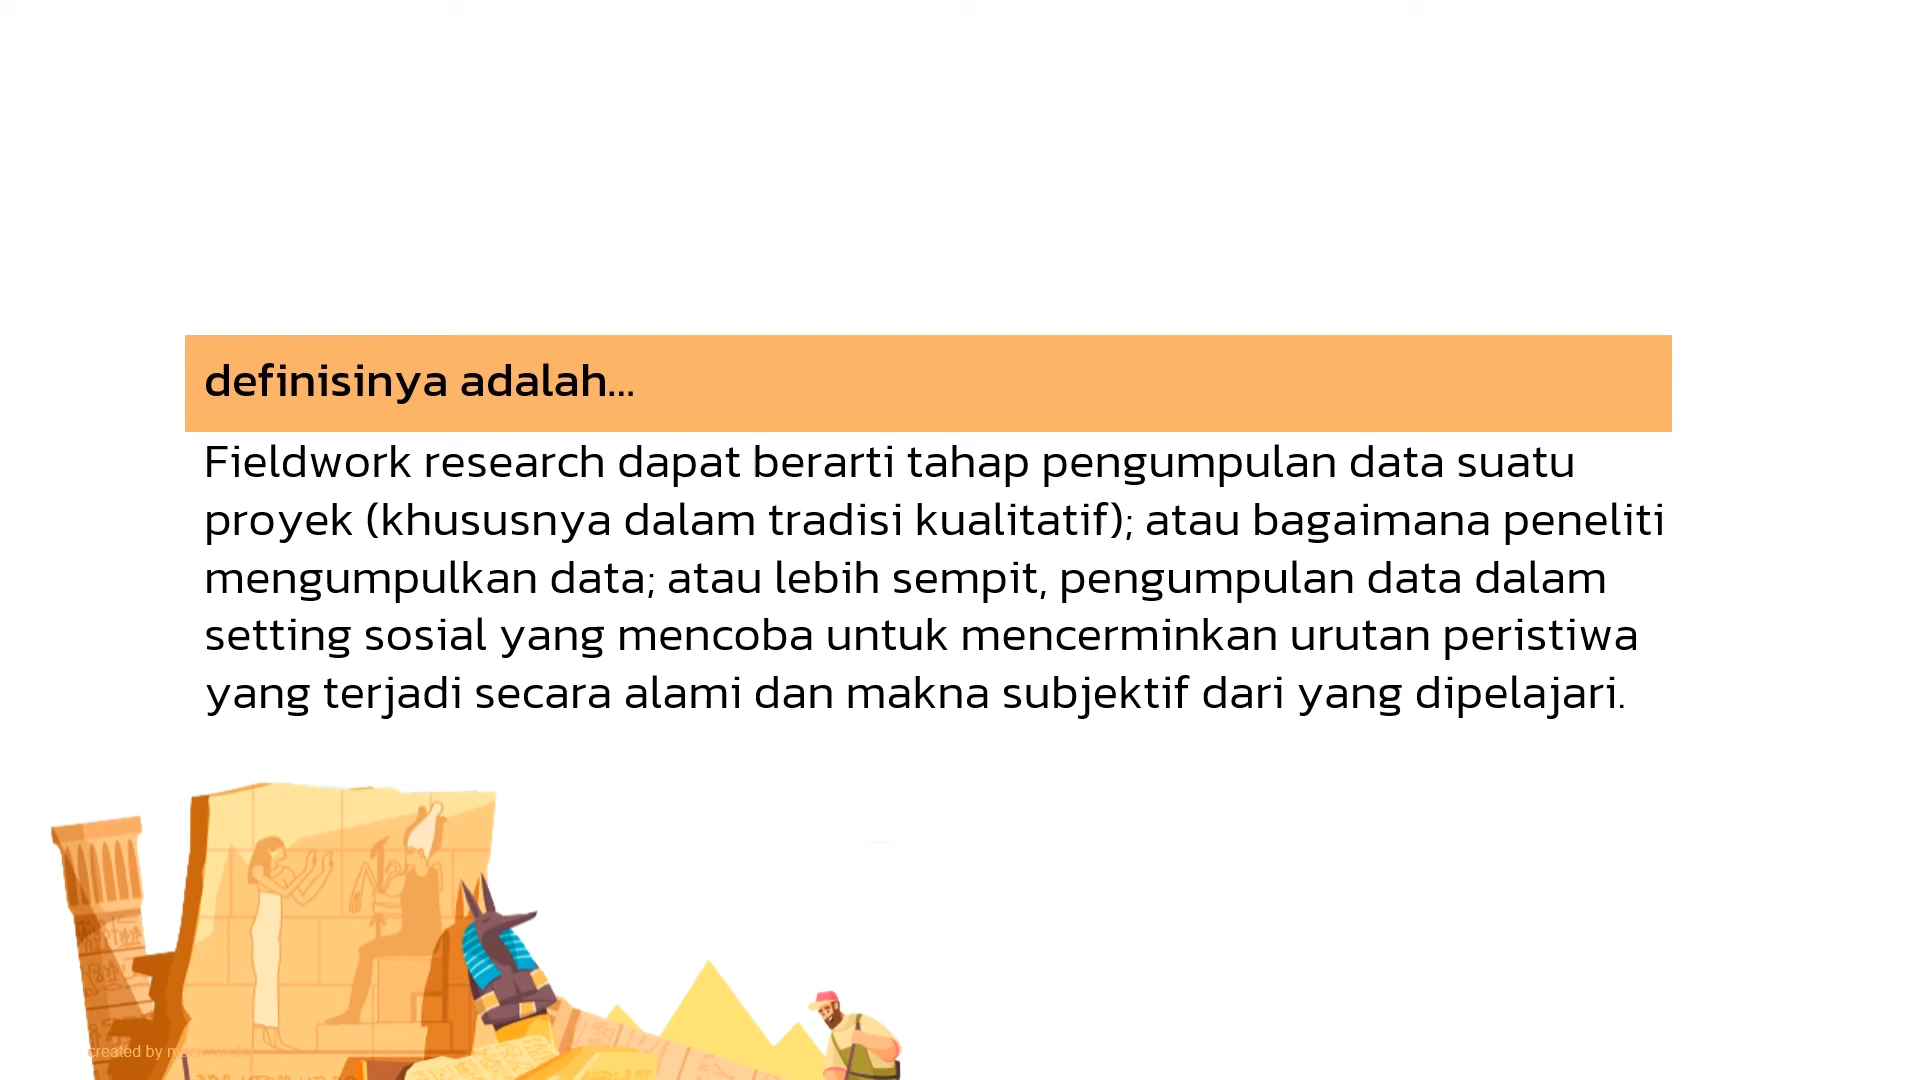 definisinya adalah...
Fieldwork research dapat berarti tahap pengumpulan data suatu
proyek (khususnya dalam tradisi kualitatif); atau bagaimana peneliti
mengumpulkan data; atau lebih sempit, pengumpulan data dalam
setting sosial yang mencoba untuk mencerminkan urutan peristiwa
yang terjadi secara alami dan makna subjektif dari yang dipelajari.
created by